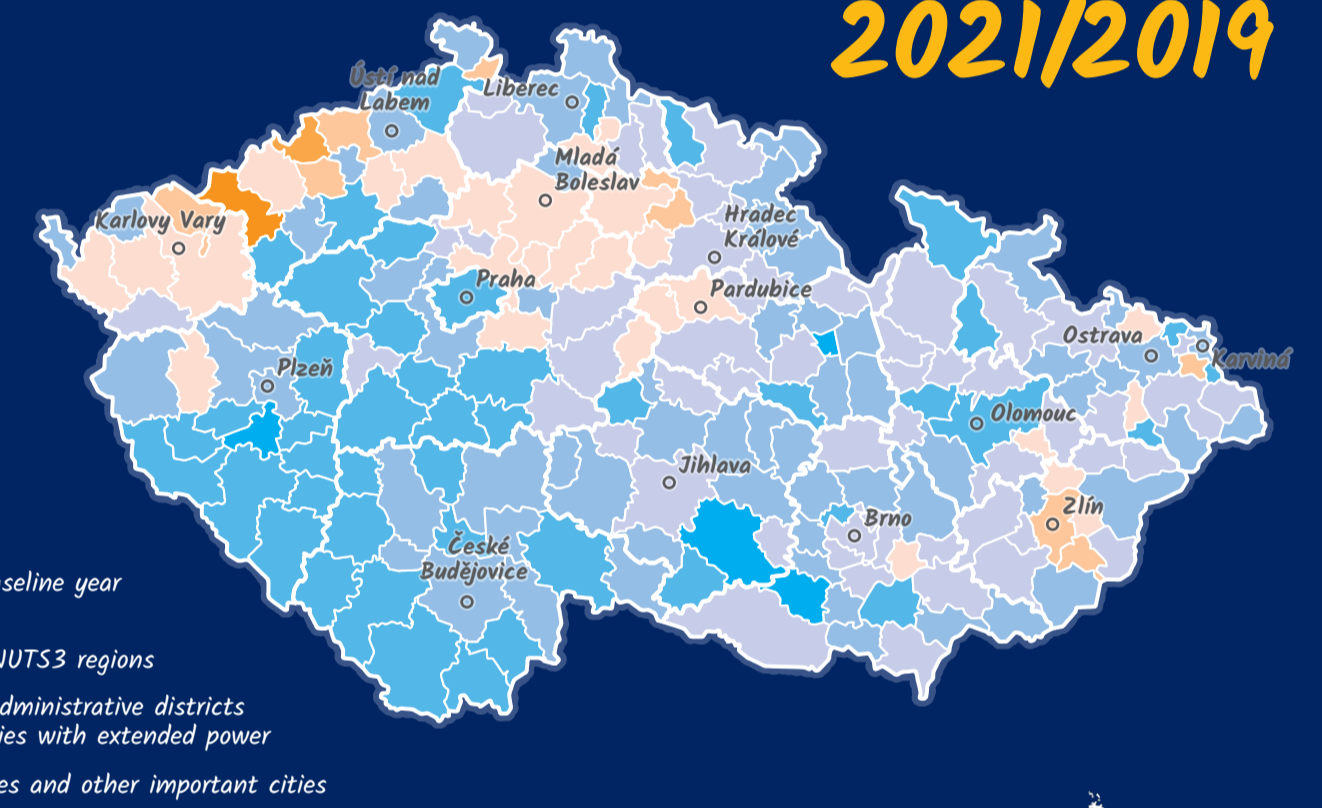 2021/2019
Ústí nad
Labem
Liberec
Mladá
Boleslav
Karlovy Vary
Hradec
Králové
Praha
Pardubice
Ostrava
Karviná
Plzeň
Olomouc
Jihlava
Zlín
Brno
České
Budějovice
seline year
NUTS3 regions
dministrative districts
ies with extended power
es and other important cities